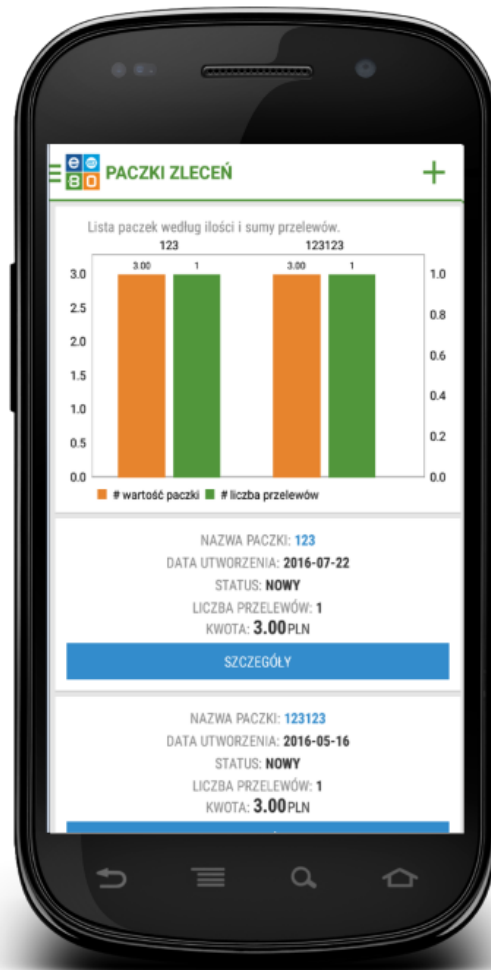 PACZKI ZLECEŃ
Lista paczek według ilości i sumy przelewów.
123 123123
3.00 1 3.00 1
3.0 1.0
2.5 0.8
2.0 0.6
1.5 0.4
1.0 0.2
0.5
0.0 0.0
# wartość paczki # liczba przelewów
NAZWA PACZKI: 123
DATA UTWORZENIA: 2016-07-22
STATUS: NOWY
LICZBA PRZELEWÓW: 1
KWOTA: 3.00 PLN
SZCZEGÓŁY
NAZWA PACZKI: 123123
DATA UTWORZENIA: 2016-05-16
STATUS: NOWY
LICZBA PRZELEWÓW: 1
KWOTA: 3.00 PLN